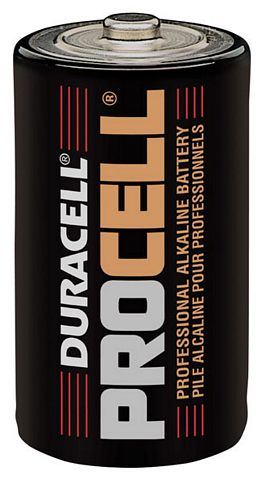 DURACELL®
PROCELL®
PROFESSIONAL ALKALINE BATTERY
PILE ALCALINE POUR PROFESSIONNELS